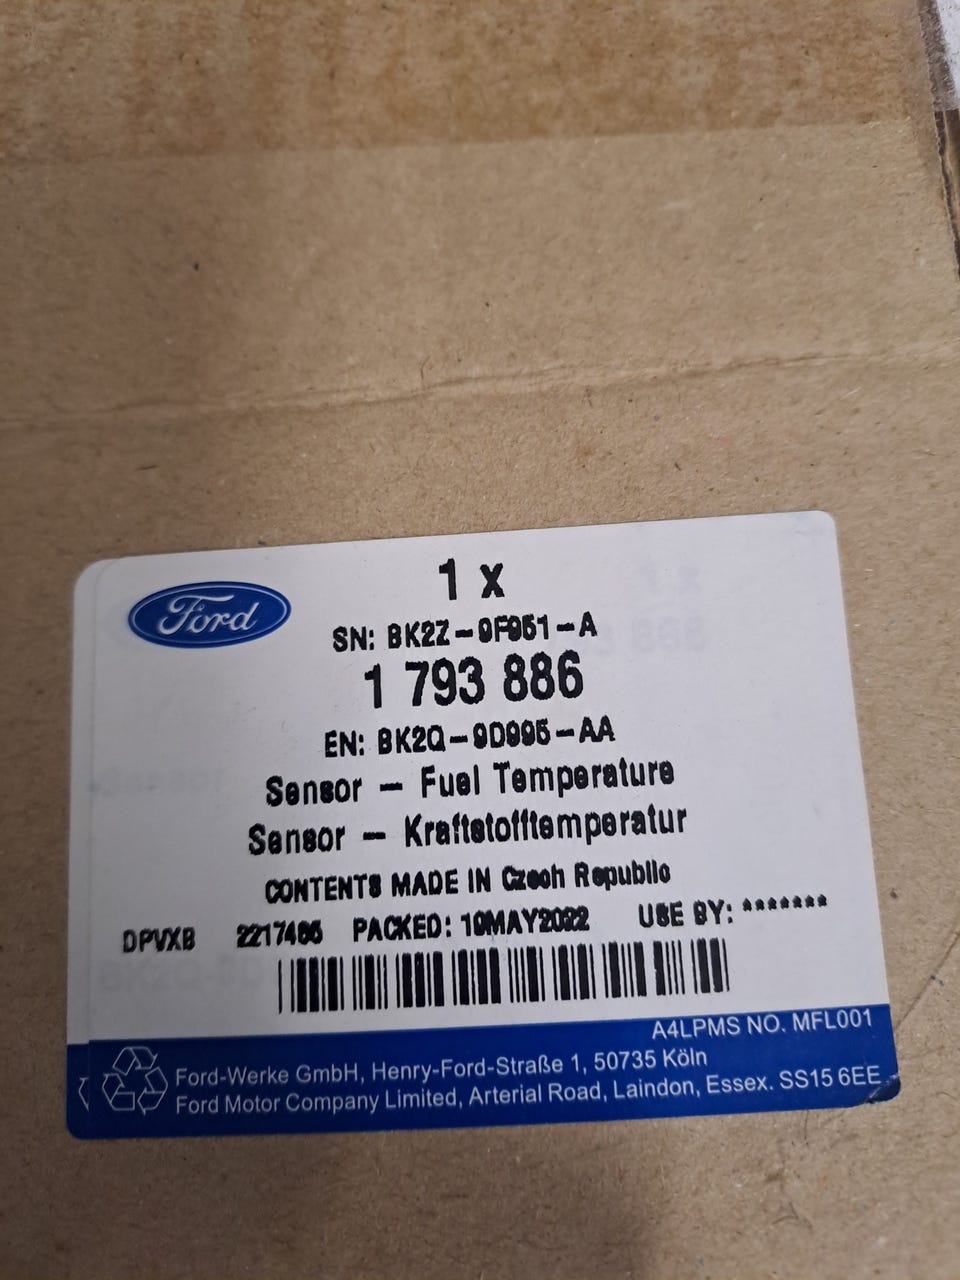 Ford
1 x
SN: BK2Z-9F951-A
1 793 886
EN: BK2Q-9D995-AA
Sensor - Fuel Temperature
Sensor - Kraftstofftemperatur
CONTENTS MADE IN Czech Republic
DPVXB 2217485 PACKED: 10MAY2022 USE BY: *******
A4LPMS NO. MFL001
Ford-Werke GmbH, Henry-Ford-Straße 1, 50735 Köln
Ford Motor Company Limited, Arterial Road, Laindon, Essex. SS15 6EE